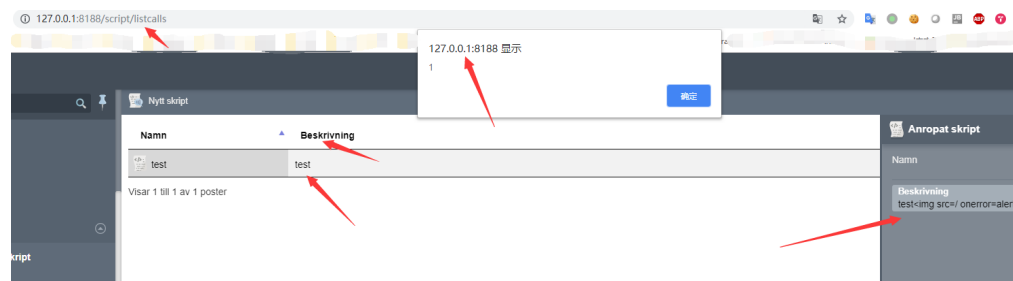 127.0.0.1:8188/script/listcalls
127.0.0.1:8188 显示
1
确定
Nytt skript
Namn
Beskrivning
test
test
Visar 1 till 1 av 1 poster
kript
Anropat skript
Namn
Beskrivning
test<img src=/ onerror=aler